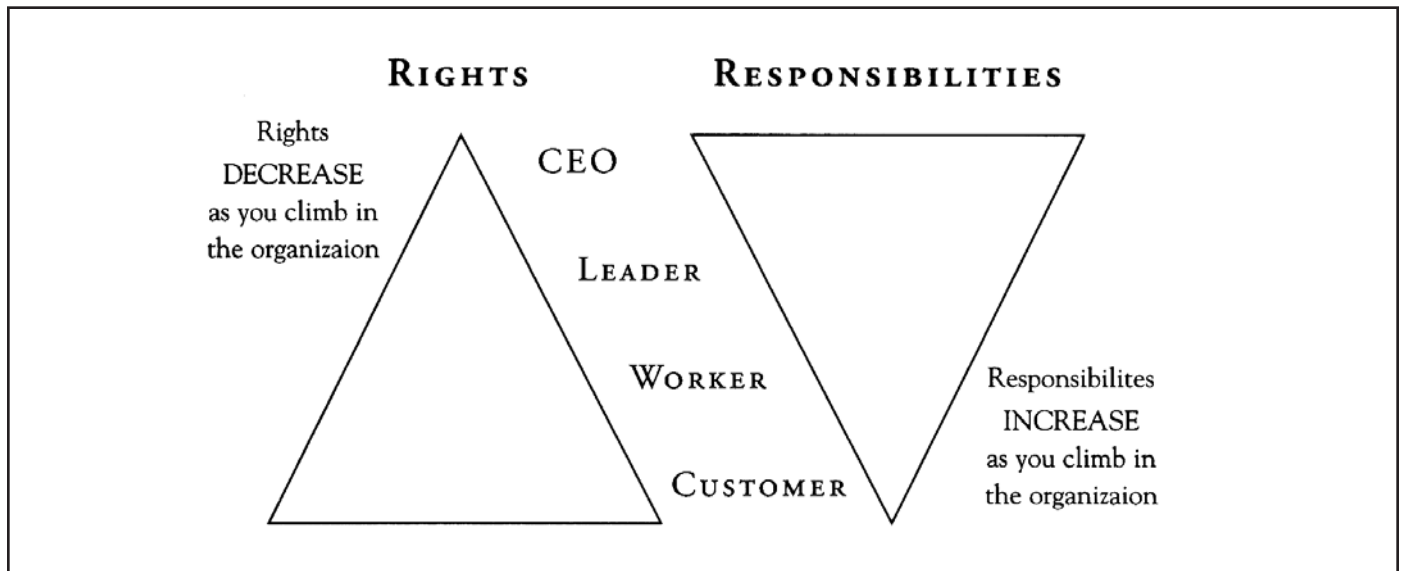 RIGHTS
RESPONSIBILITIES
Rights
DECREASE
as you climb in
the organizaion
CEO
LEADER
WORKER
CUSTOMER
Responsibilites
INCREASE
as you climb in
the organizaion